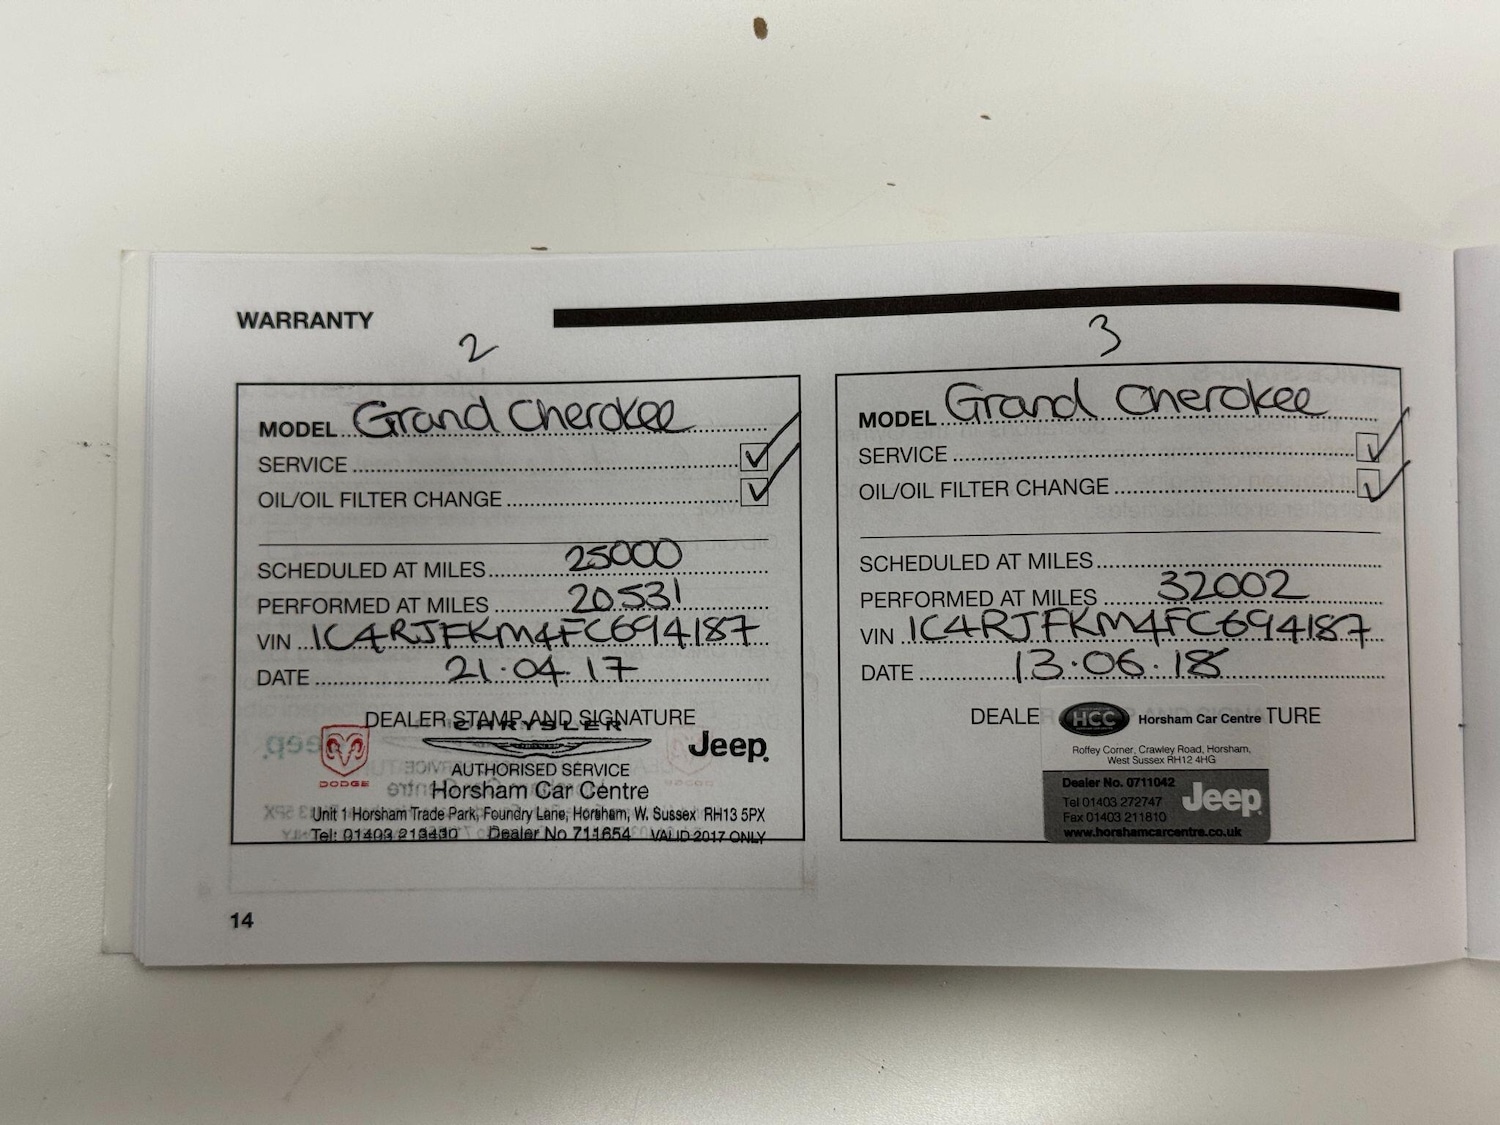 WARRANTY
2
MODEL Grand Cherokee
SERVICE
OIL/OIL FILTER CHANGE
SCHEDULED AT MILES 25000
PERFORMED AT MILES 20531
VIN 1C4RJFKM4FC694187
DATE 21.04.17
DEALER STAMP AND SIGNATURE
CHRYSLER
DODGE
Jeep
AUTHORISED SERVICE
Horsham Car Centre
Unit 1 Horsham Trade Park, Foundry Lane, Horsham, W. Sussex RH13 5PX
Tel: 01403 213430 Dealer No 711654 VALID 2017 ONLY
14
3
MODEL Grand Cherokee
SERVICE
OIL/OIL FILTER CHANGE
SCHEDULED AT MILES
PERFORMED AT MILES 32002
VIN 1C4RJFKM4FC694187
DATE 13.06.18
DEALE HCC Horsham Car Centre TURE
Roffey Corner, Crawley Road, Horsham,
West Sussex RH12 4HG
Dealer No. 0711042
Tel 01403 272747
Fax 01403 211810
Jeep
www.horshamcarcentre.co.uk